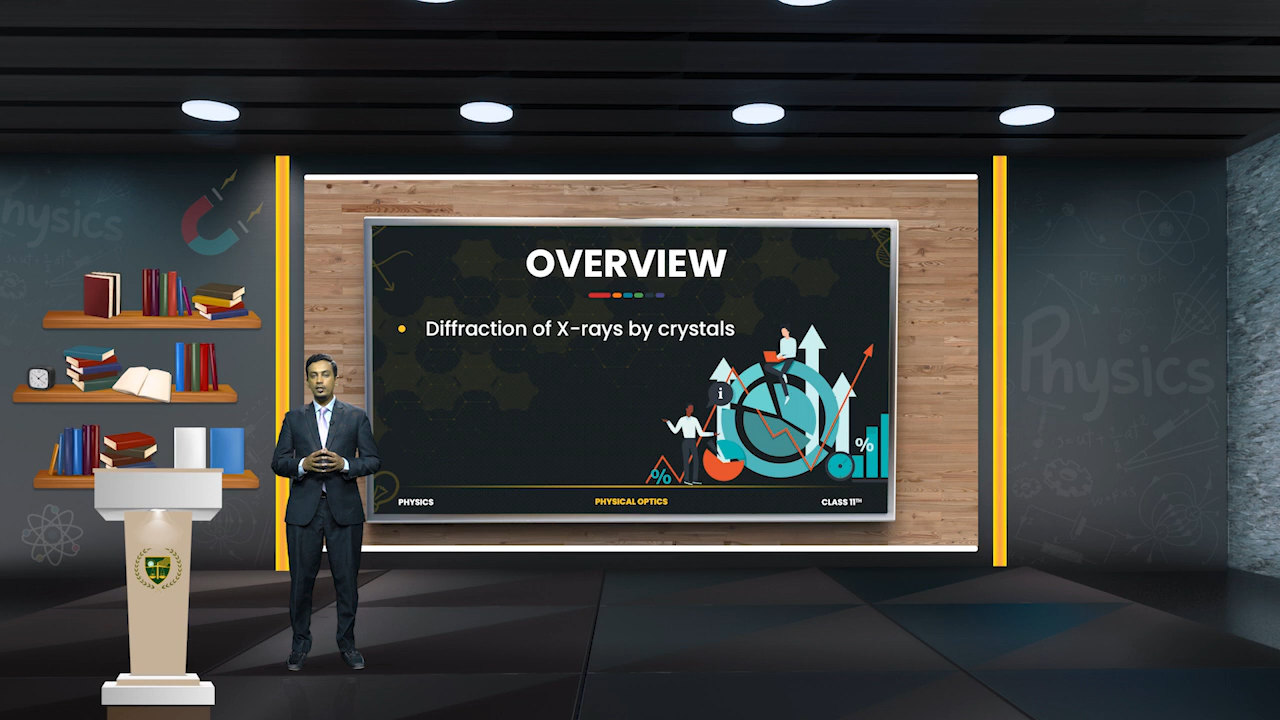 OVERVIEW
• Diffraction of X-rays by crystals
i
%
%
PHYSICS
PHYSICAL OPTICS
CLASS 11TH
Physics
Physics